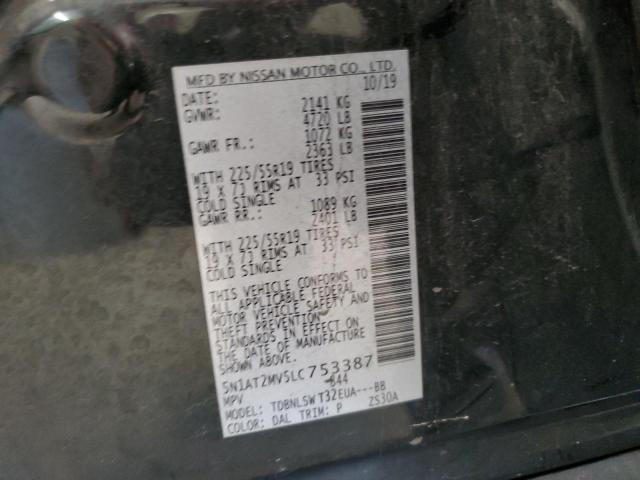 MFD BY NISSAN MOTOR CO., LTD.
DATE: 10/19
GVWR: 2141 KG
4720 LB
GAWR FR.: 1072 KG
2363 LB
WITH 225/55R19 TIRES
19 X 7J RIMS AT 33 PSI
COLD SINGLE
GAWR RR.: 1089 KG
2401 LB
WITH 225/55R19 TIRES
19 X 7J RIMS AT 33 PSI
COLD SINGLE
THIS VEHICLE CONFORMS TO
ALL APPLICABLE FEDERAL
MOTOR VEHICLE SAFETY AND
THEFT PREVENTION
STANDARDS IN EFFECT ON
THE DATE OF MANUFACTURE
SHOWN ABOVE.
5N1AT2MV5LC753387
MPV -844
MODEL: TDBNLSW T32EUA---BB
COLOR: DAL TRIM: P ZS30A